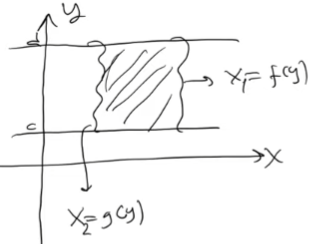 y
d
x₁ = f(y)
c
x
x₂ = g(y)